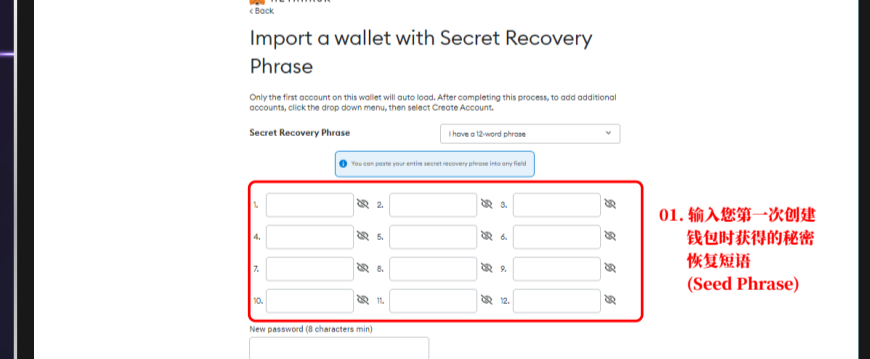 < Back
Import a wallet with Secret Recovery
Phrase
Only the first account on this wallet will auto load. After completing this process, to add additional
accounts, click the drop down menu, then select Create Account.
Secret Recovery Phrase
I have a 12-word phrase
You can paste your entire secret recovery phrase into any field
1. 2. 3.
4. 5. 6.
7. 8. 9.
10. 11. 12.
01. 输入您第一次创建
钱包时获得的秘密
恢复短语
(Seed Phrase)
New password (8 characters min)